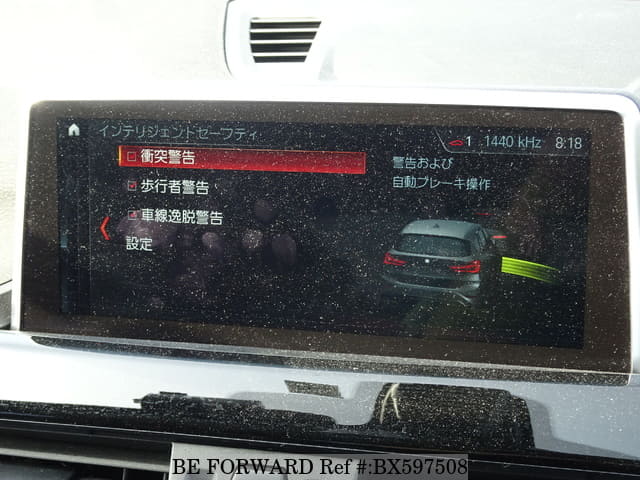 インテリジェントセーフティ
1 1440 kHz 8:18
衝突警告
歩行者警告
車線逸脱警告
設定
警告および
自動ブレーキ操作
BE FORWARD Ref #:BX597508